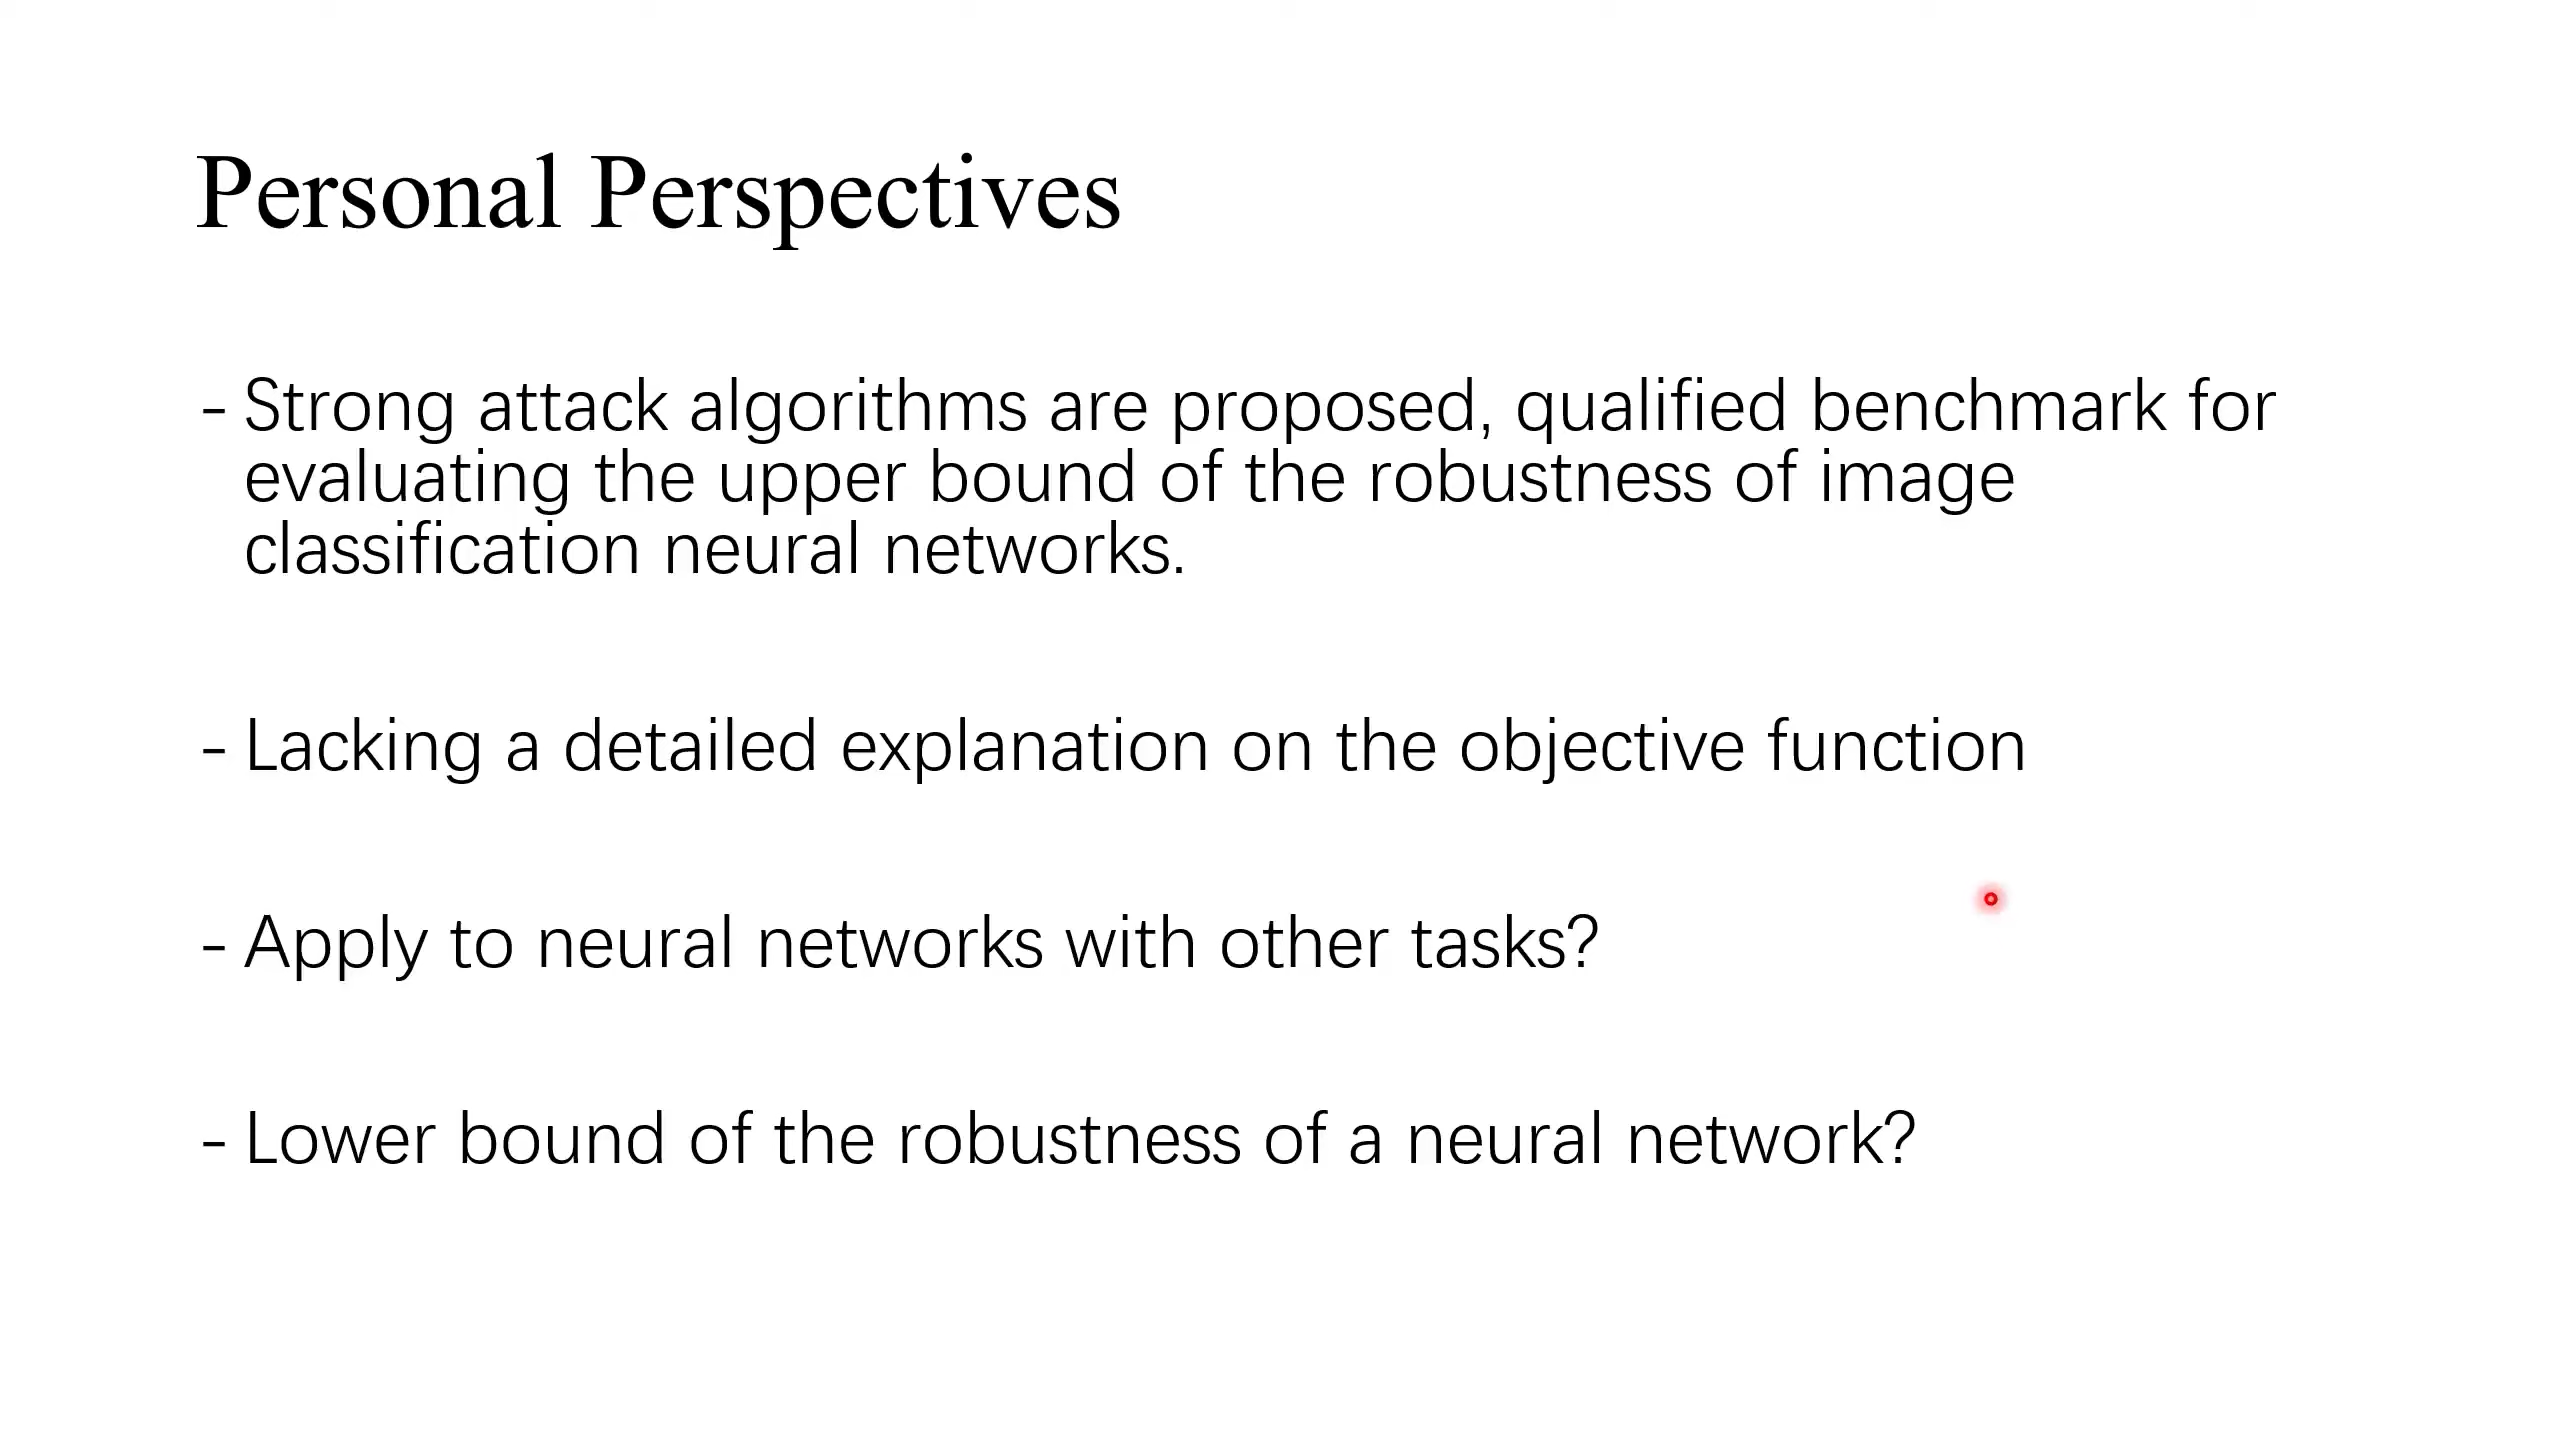 Personal Perspectives
- Strong attack algorithms are proposed, qualified benchmark for
evaluating the upper bound of the robustness of image
classification neural networks.
- Lacking a detailed explanation on the objective function
- Apply to neural networks with other tasks?
- Lower bound of the robustness of a neural network?